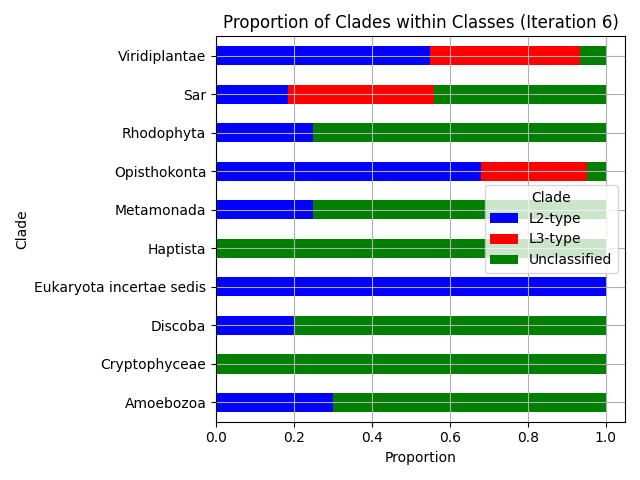 Proportion of Clades within Classes (Iteration 6)
Viridiplantae
Sar
Rhodophyta
Opisthokonta
Metamonada
Haptista
Eukaryota incertae sedis
Discoba
Cryptophyceae
Amoebozoa
Clade
Clade
L2-type
L3-type
Unclassified
0.0 0.2 0.4 0.6 0.8 1.0
Proportion